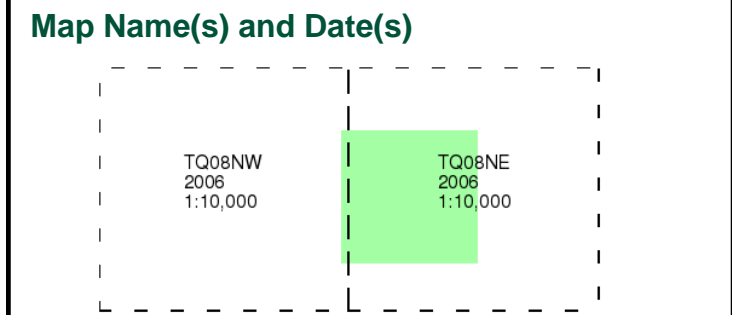 Map Name(s) and Date(s)
TQ08NW
2006
1:10,000
TQ08NE
2006
1:10,000